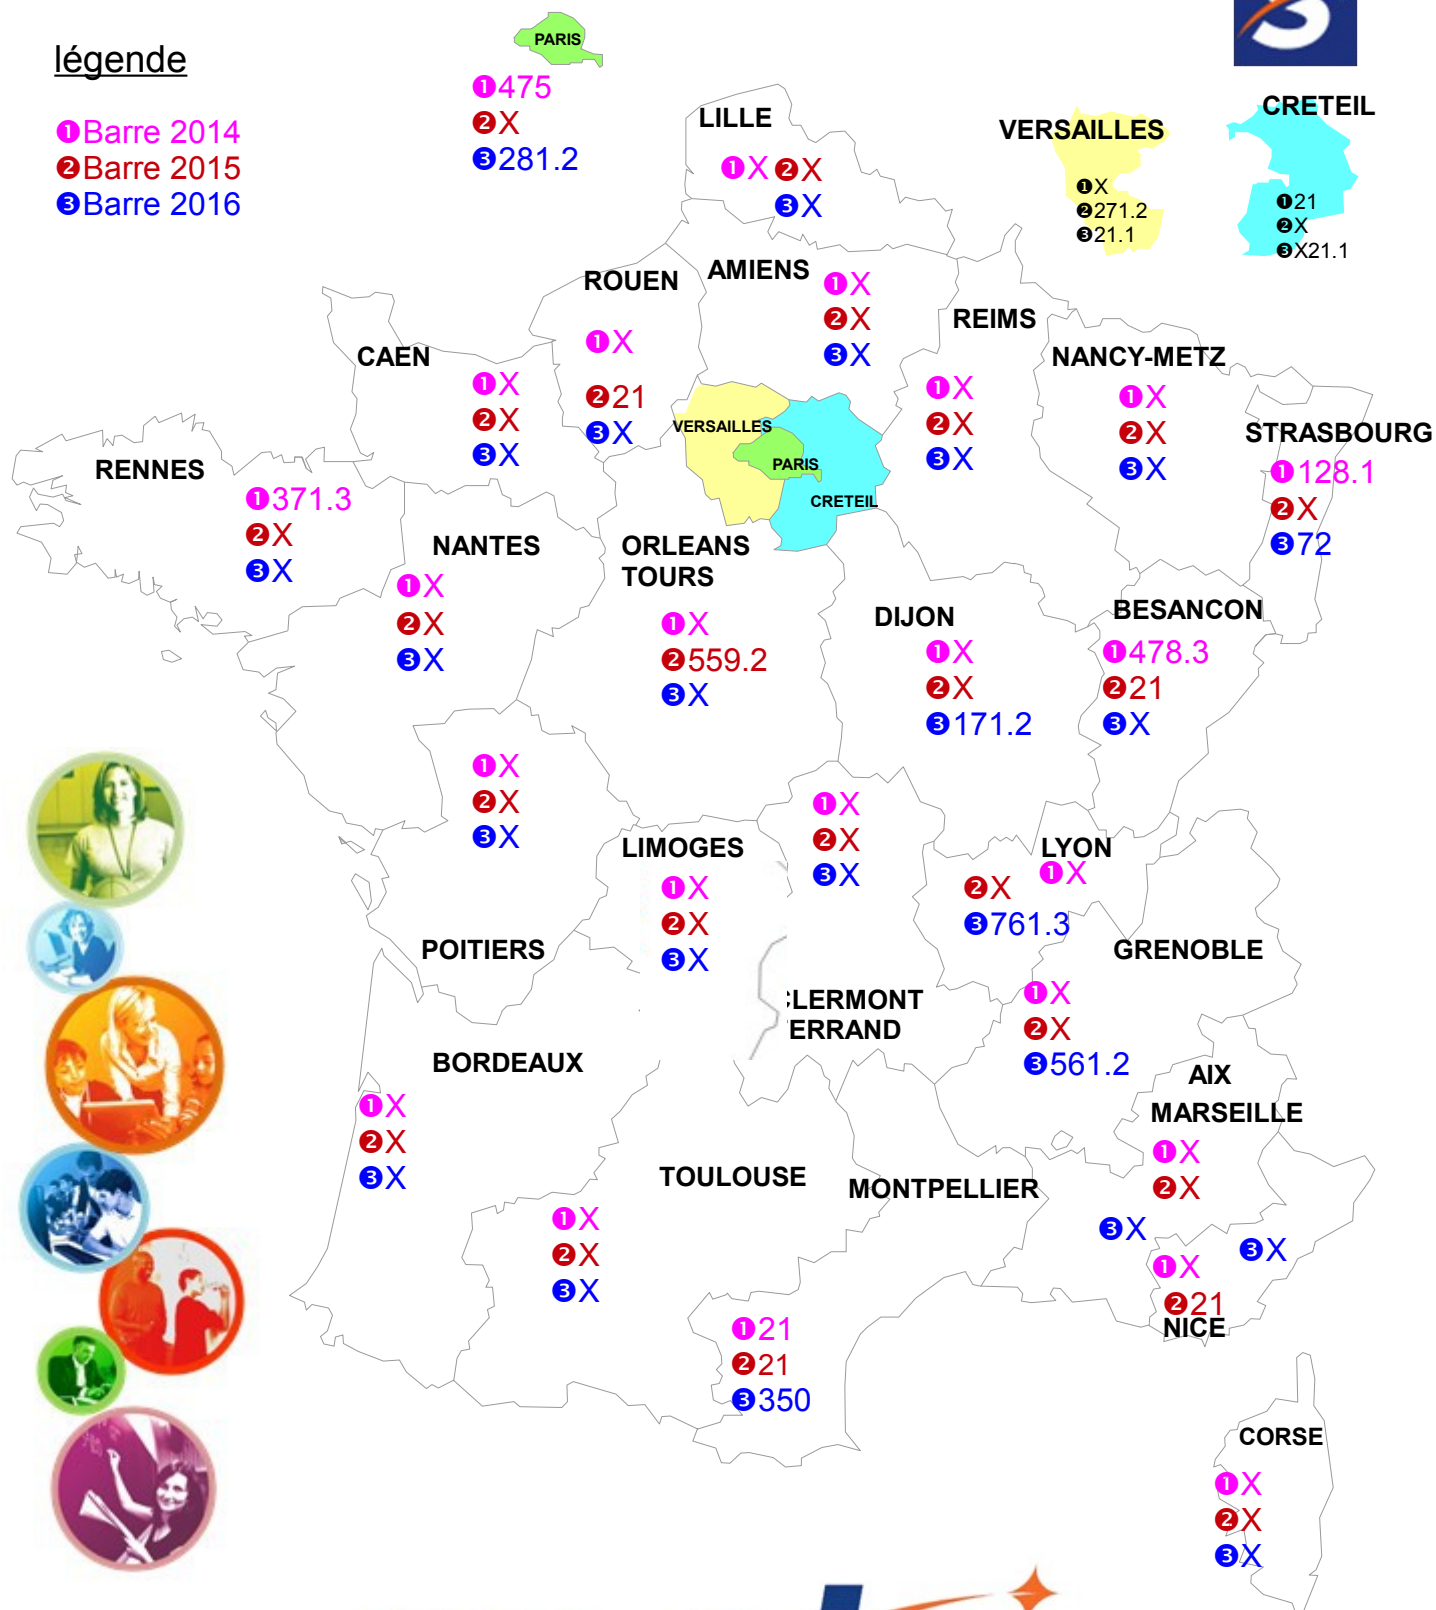 légende
❶Barre 2014
❷Barre 2015
❸Barre 2016
PARIS
❶475
❷X
❸281.2
LILLE
❶X ❷X
❸X
VERSAILLES
❶X
❷271.2
❸21.1
CRETEIL
❶21
❷X
❸X21.1
ROUEN
❶X
❷21
❸X
AMIENS
❶X
❷X
❸X
REIMS
❶X
❷X
❸X
CAEN
❶X
❷X
❸X
NANCY-METZ
❶X
❷X
❸X
STRASBOURG
❶128.1
❷X
❸72
VERSAILLES
PARIS
CRETEIL
RENNES
❶371.3
❷X
❸X
NANTES
❶X
❷X
❸X
ORLEANS
TOURS
❶X
❷559.2
❸X
DIJON
❶X
❷X
❸171.2
BESANCON
❶478.3
❷21
❸X
❶X
❷X
❸X
POITIERS
LIMOGES
❶X
❷X
❸X
❶X
❷X
❸X
LERMONT
ERRAND
LYON
❶X
❷X
❸761.3
GRENOBLE
❶X
❷X
❸561.2
BORDEAUX
❶X
❷X
❸X
AIX
MARSEILLE
❶X
❷X
❸X
TOULOUSE
❶X
❷X
❸X
MONTPELLIER
❶21
❷21
❸350
❸X
❶X
❷21
NICE
CORSE
❶X
❷X
❸X